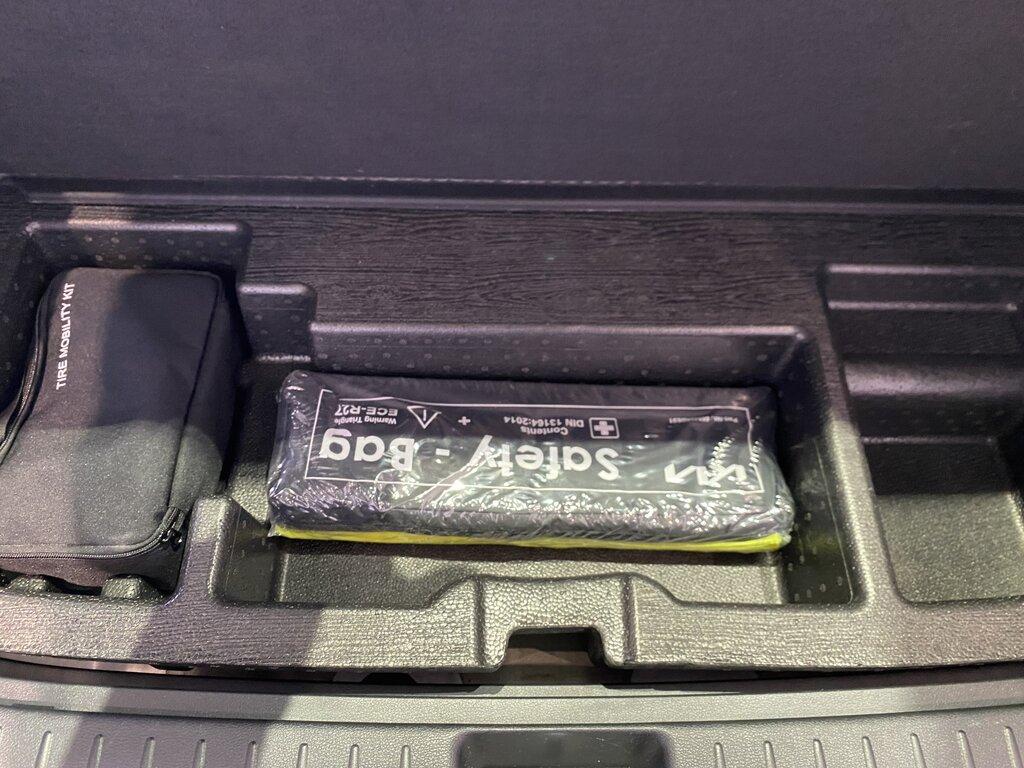 TIRE MOBILITY KIT
KIA
Safety - Bag
Contents
DIN 13164:2014
+
Warning Triangle
ECE-R27